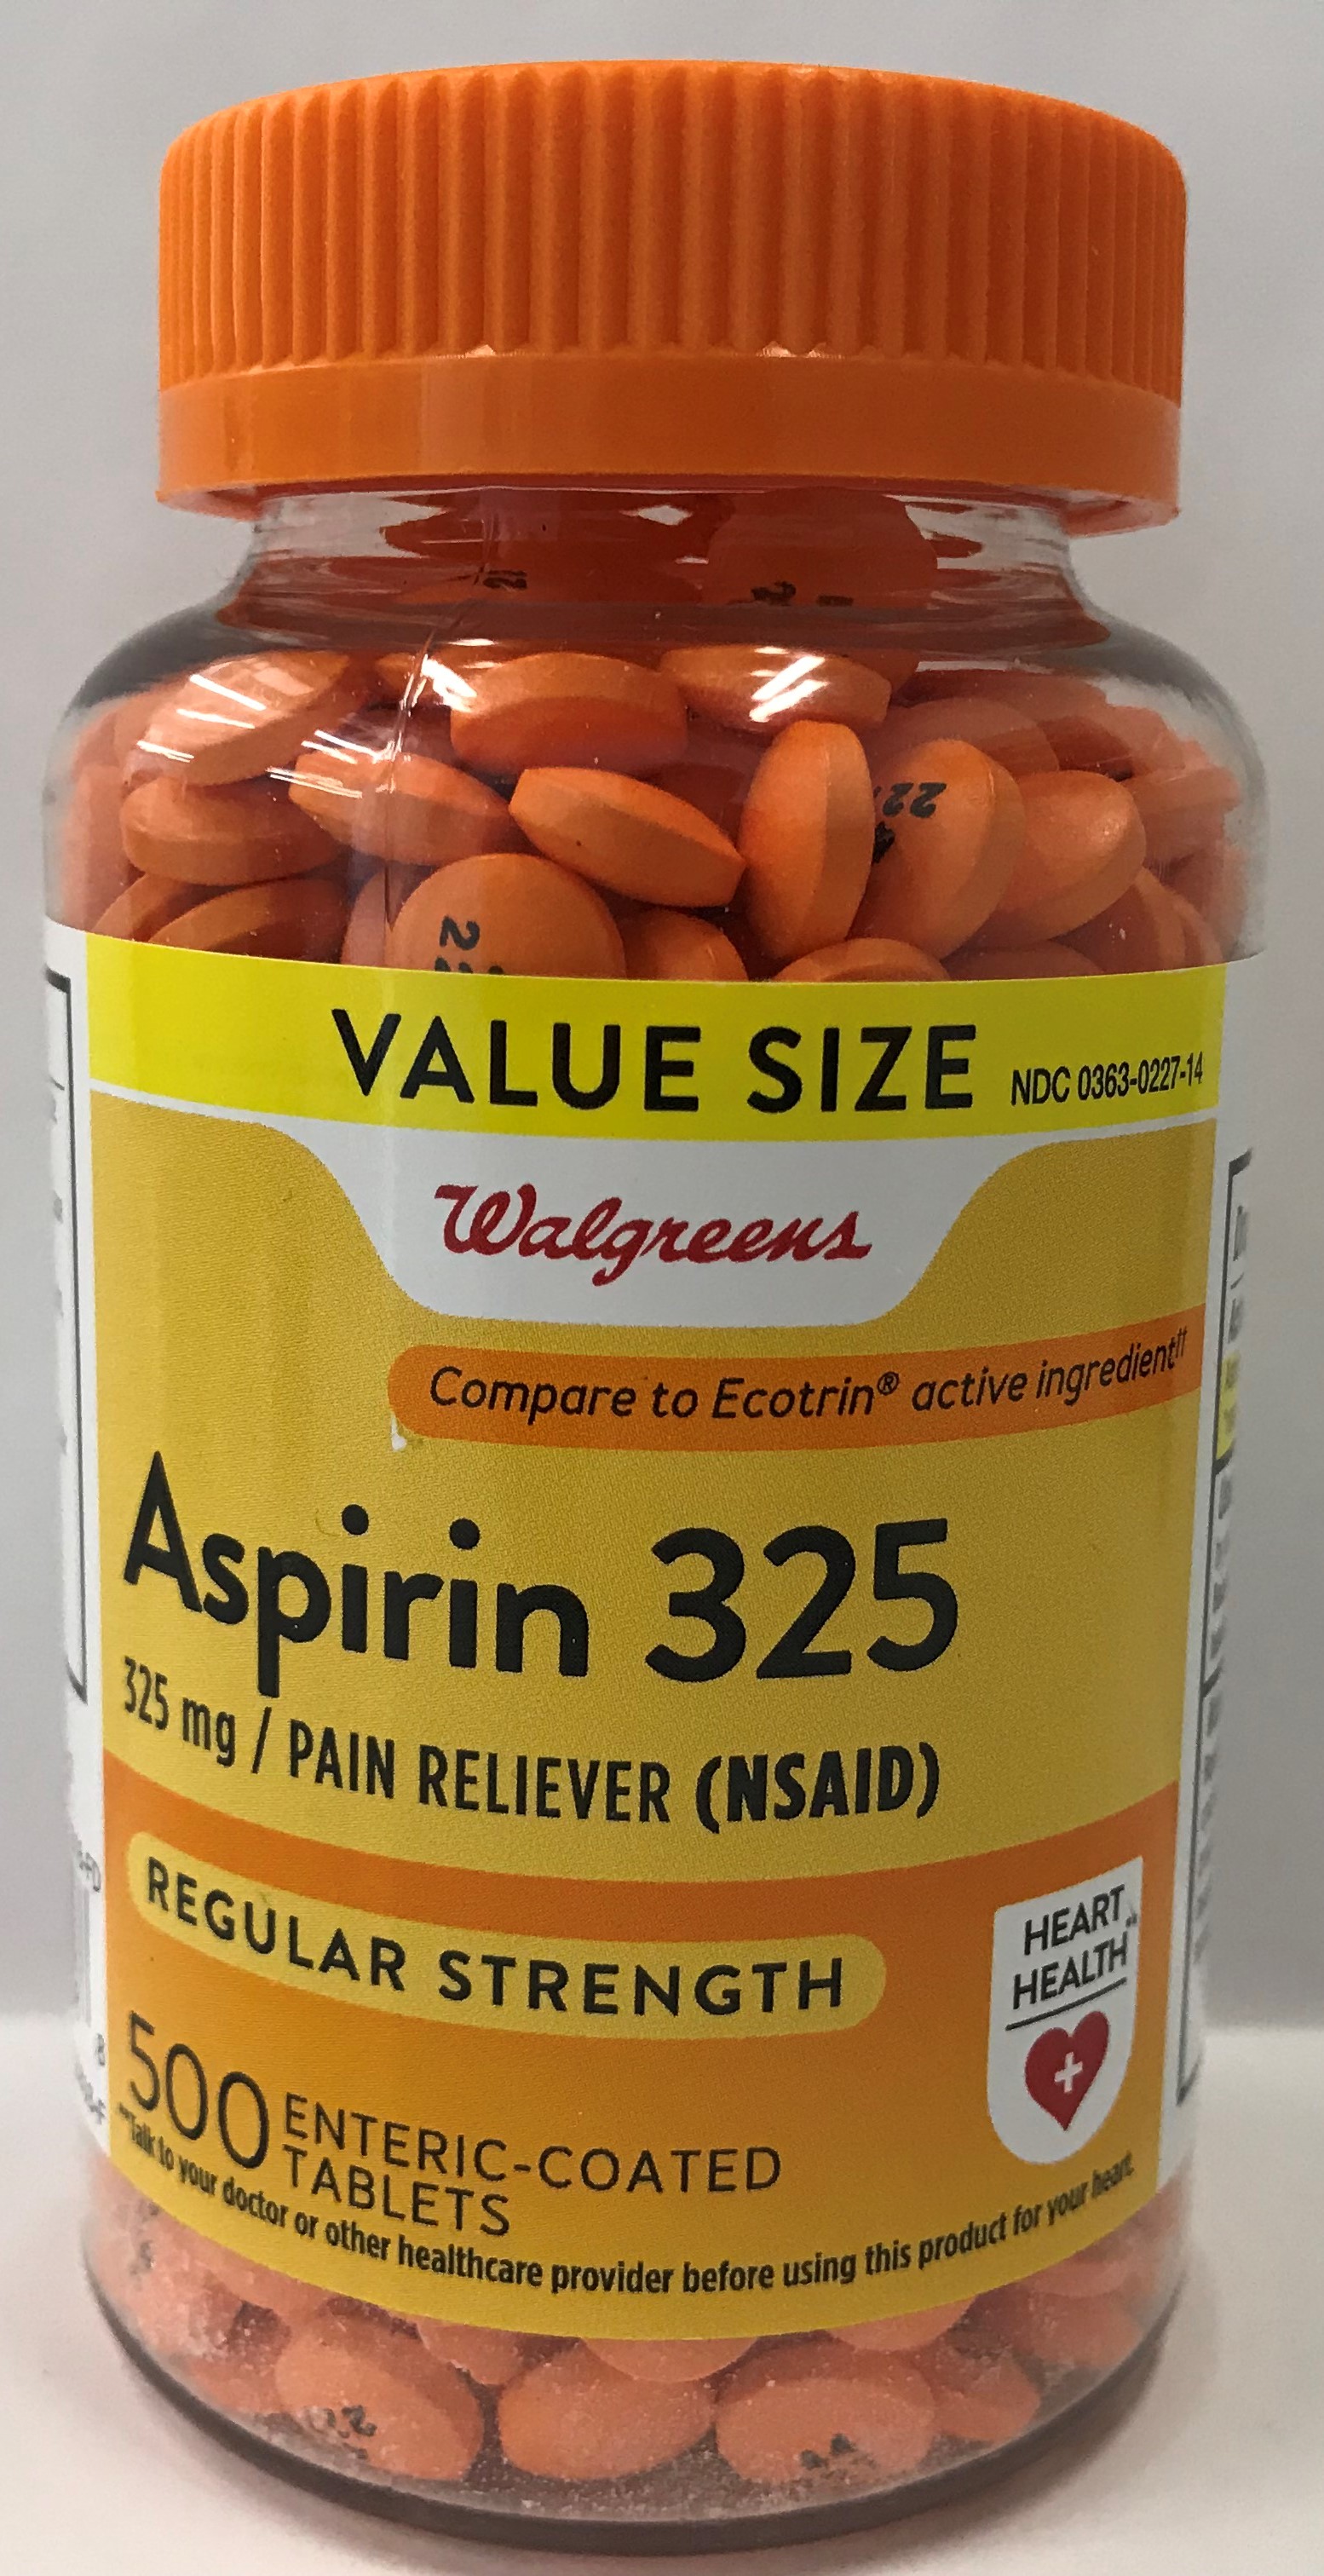 VALUE SIZE NDC 0363-0227-14
Walgreens
Compare to Ecotrin® active ingredient††
Aspirin 325
325 mg / PAIN RELIEVER (NSAID)
REGULAR STRENGTH
HEART
HEALTH
500 ENTERIC-COATED
TABLETS
**Talk to your doctor or other healthcare provider before using this product for your heart.